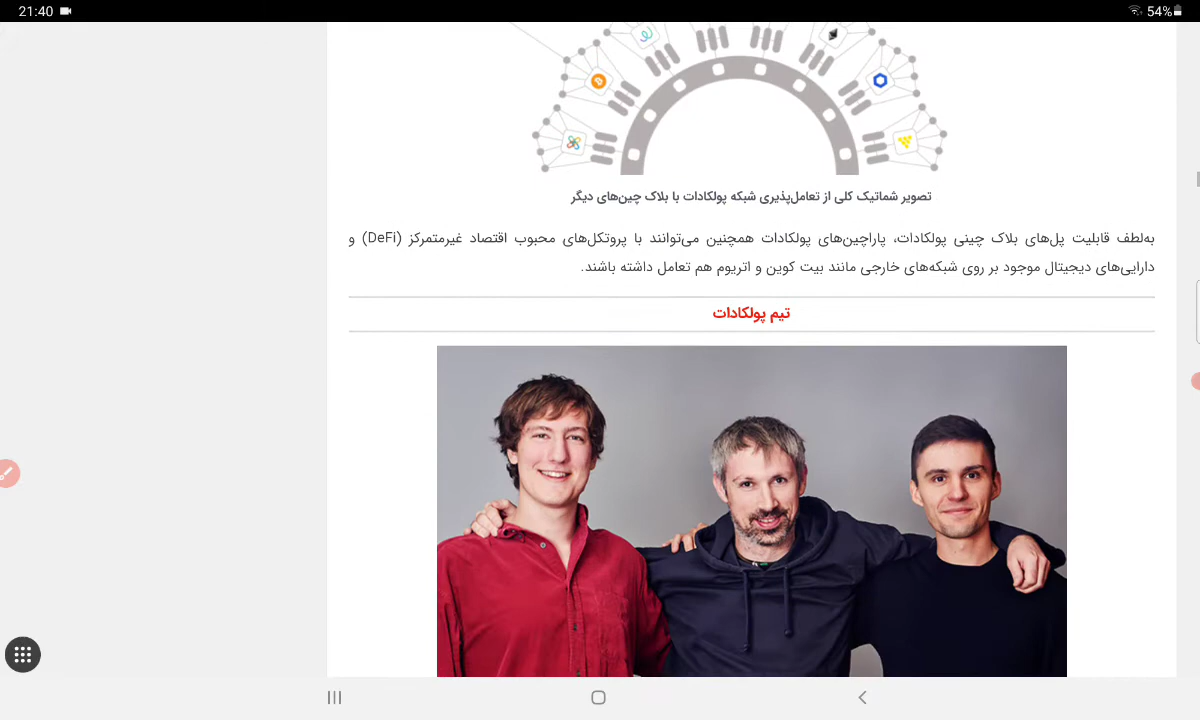 21:40
54%
تصویر شماتیک کلی از تعامل‌پذیری شبکه پولکادات با بلاک چین‌های دیگر
به‌لطف قابلیت پل‌های بلاک چینی پولکادات، پاراچین‌های پولکادات همچنین می‌توانند با پروتکل‌های محبوب اقتصاد غیرمتمرکز (DeFi) و
دارایی‌های دیجیتال موجود بر روی شبکه‌های خارجی مانند بیت کوین و اتریوم هم تعامل داشته باشند.
تیم پولکادات